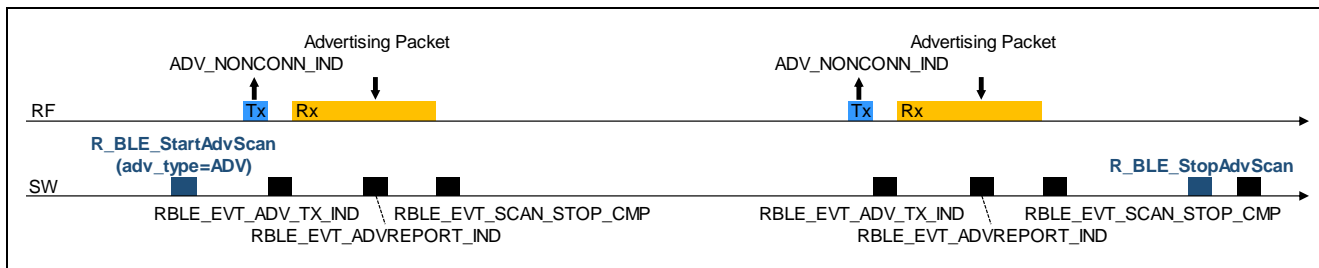 Advertising Packet
Advertising Packet
ADV_NONCONN_IND
ADV_NONCONN_IND
RF
Tx
Rx
Tx
Rx
R_BLE_StartAdvScan
(adv_type=ADV)
R_BLE_StopAdvScan
SW
RBLE_EVT_ADV_TX_IND
RBLE_EVT_SCAN_STOP_CMP
RBLE_EVT_ADV_TX_IND
RBLE_EVT_SCAN_STOP_CMP
RBLE_EVT_ADVREPORT_IND
RBLE_EVT_ADVREPORT_IND